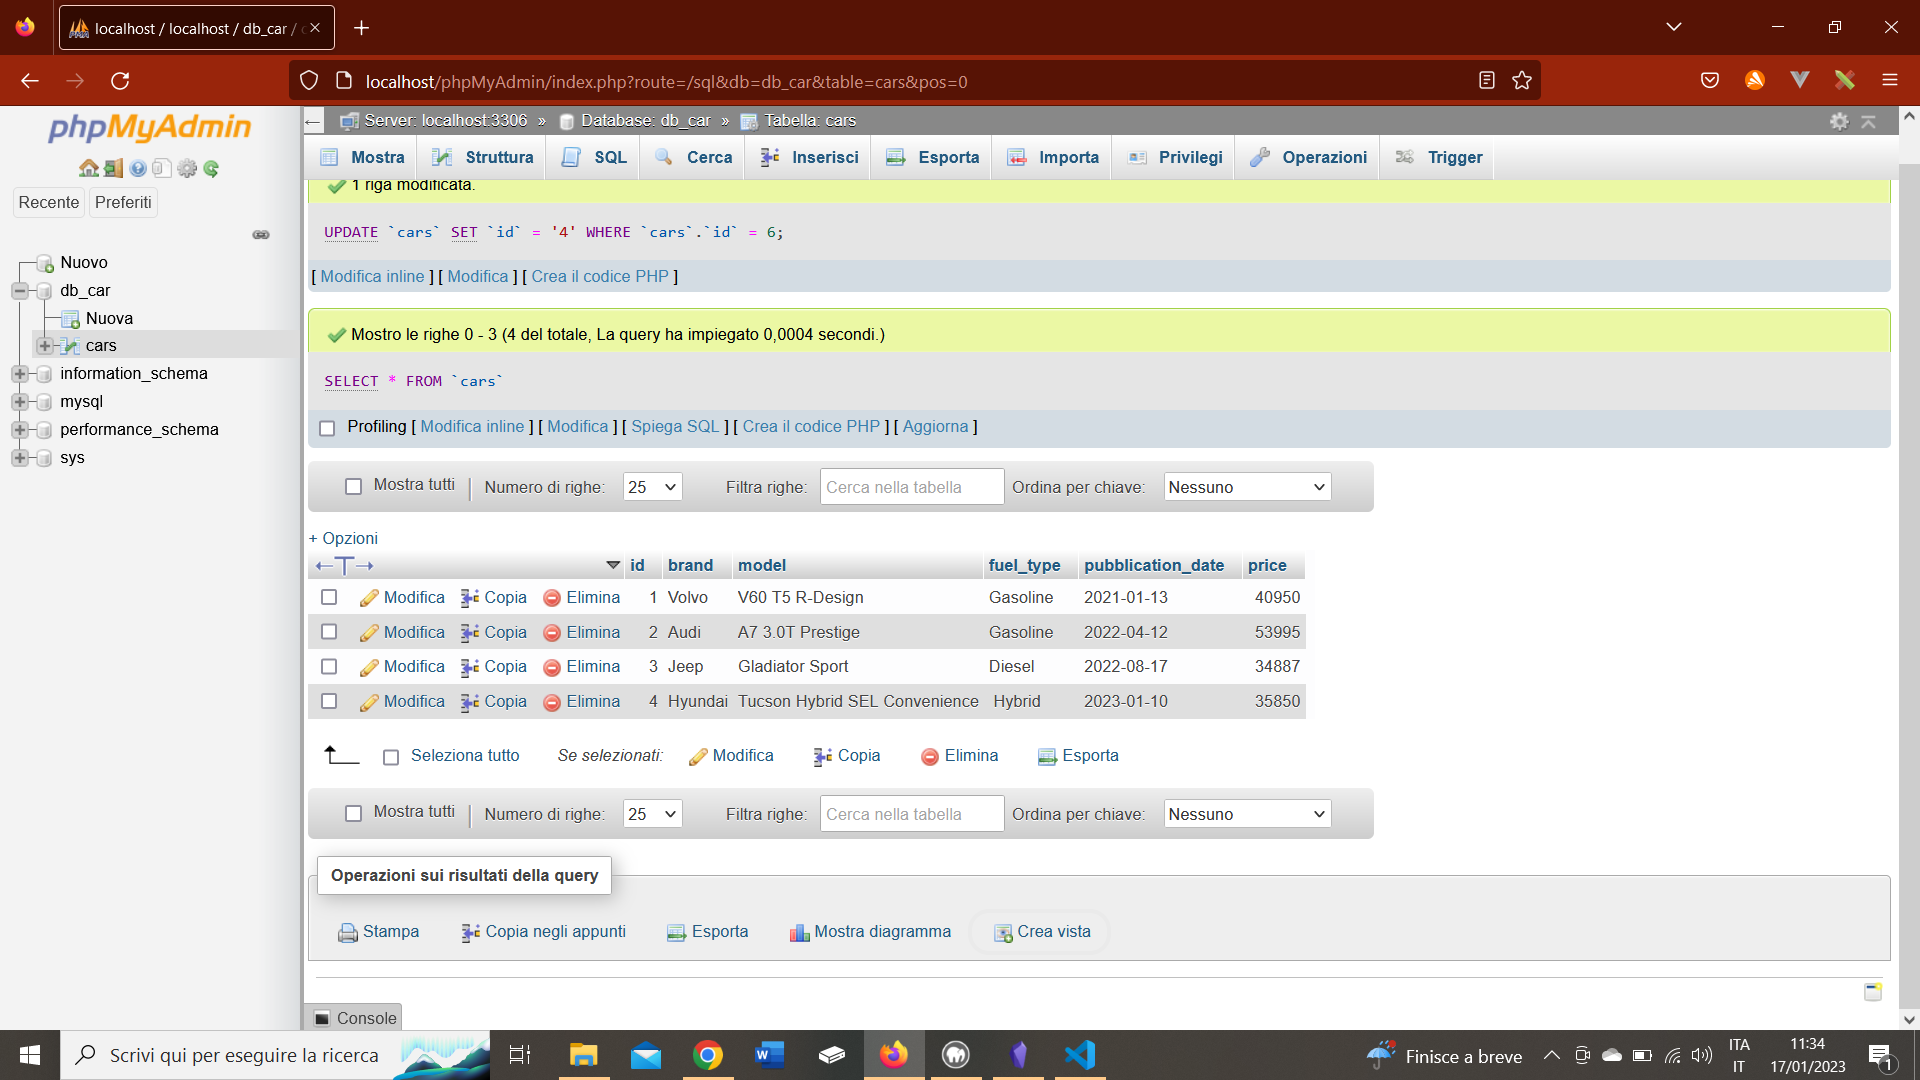 localhost / localhost / db_car / c
localhost/phpMyAdmin/index.php?route=/sql&db=db_car&table=cars&pos=0
phpMyAdmin
Recente Preferiti
Nuovo
db_car
Nuova
cars
information_schema
mysql
performance_schema
sys
Server: localhost:3306 » Database: db_car » Tabella: cars
Mostra Struttura SQL Cerca Inserisci Esporta Importa Privilegi Operazioni Trigger
1 riga modificata.
UPDATE `cars` SET `id` = '4' WHERE `cars`.`id` = 6;
[ Modifica inline ] [ Modifica ] [ Crea il codice PHP ]
Mostro le righe 0 - 3 (4 del totale, La query ha impiegato 0,0004 secondi.)
SELECT * FROM `cars`
Profiling [ Modifica inline ] [ Modifica ] [ Spiega SQL ] [ Crea il codice PHP ] [ Aggiorna ]
Mostra tutti | Numero di righe: 25 Filtra righe: Cerca nella tabella Ordina per chiave: Nessuno
+ Opzioni
←T→ id brand model fuel_type pubblication_date price
Modifica Copia Elimina 1 Volvo V60 T5 R-Design Gasoline 2021-01-13 40950
Modifica Copia Elimina 2 Audi A7 3.0T Prestige Gasoline 2022-04-12 53995
Modifica Copia Elimina 3 Jeep Gladiator Sport Diesel 2022-08-17 34887
Modifica Copia Elimina 4 Hyundai Tucson Hybrid SEL Convenience Hybrid 2023-01-10 35850
Seleziona tutto Se selezionati: Modifica Copia Elimina Esporta
Mostra tutti | Numero di righe: 25 Filtra righe: Cerca nella tabella Ordina per chiave: Nessuno
Operazioni sui risultati della query
Stampa Copia negli appunti Esporta Mostra diagramma Crea vista
Console
Scrivi qui per eseguire la ricerca
Finisce a breve
ITA
IT
11:34
17/01/2023
1